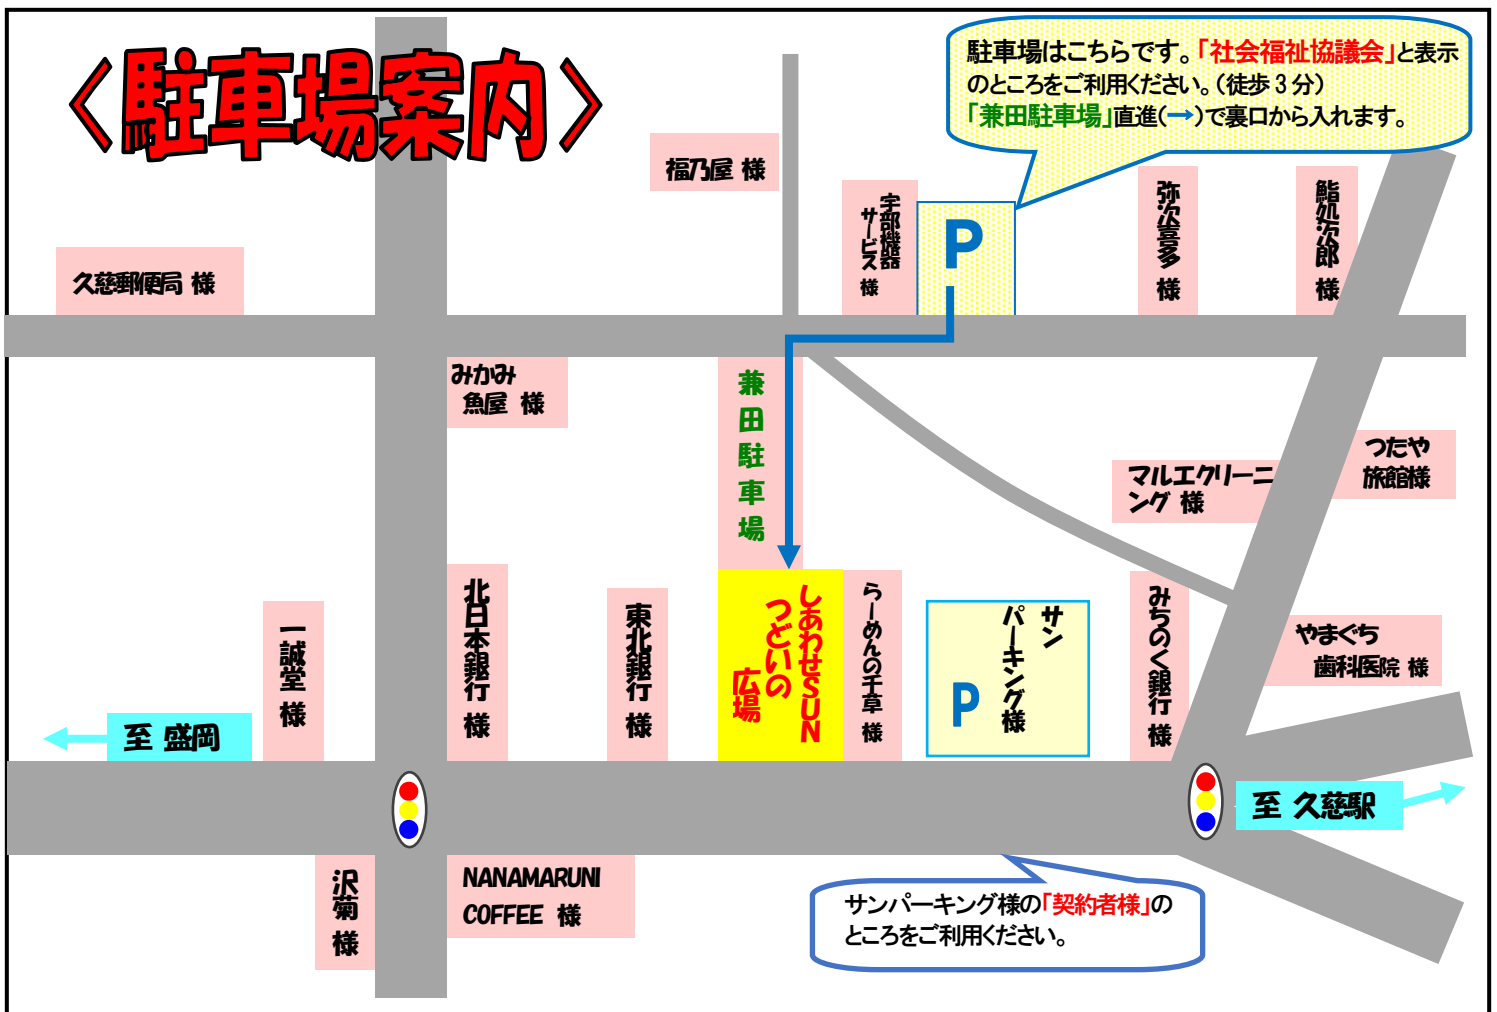 〈駐車場案内〉
駐車場はこちらです。「社会福祉協議会」と表示
のところをご利用ください。(徒歩3分)
「兼田駐車場」直進(→)で裏口から入れます。
福乃屋 様
宇部機器
サービス 様
P
弥次喜多 様
鮨処次郎 様
久慈郵便局 様
みかみ
魚屋 様
兼田駐車場
つたや
旅館様
マルエクリーニ
ング 様
一誠堂 様
北日本銀行 様
東北銀行 様
しあわせSUN
つどいの
広場
らーめんの千草 様
サン
パーキング様
P
みちのく銀行 様
やまぐち
歯科医院 様
至 盛岡
至 久慈駅
沢菊 様
NANAMARUNI
COFFEE 様
サンパーキング様の「契約者様」の
ところをご利用ください。